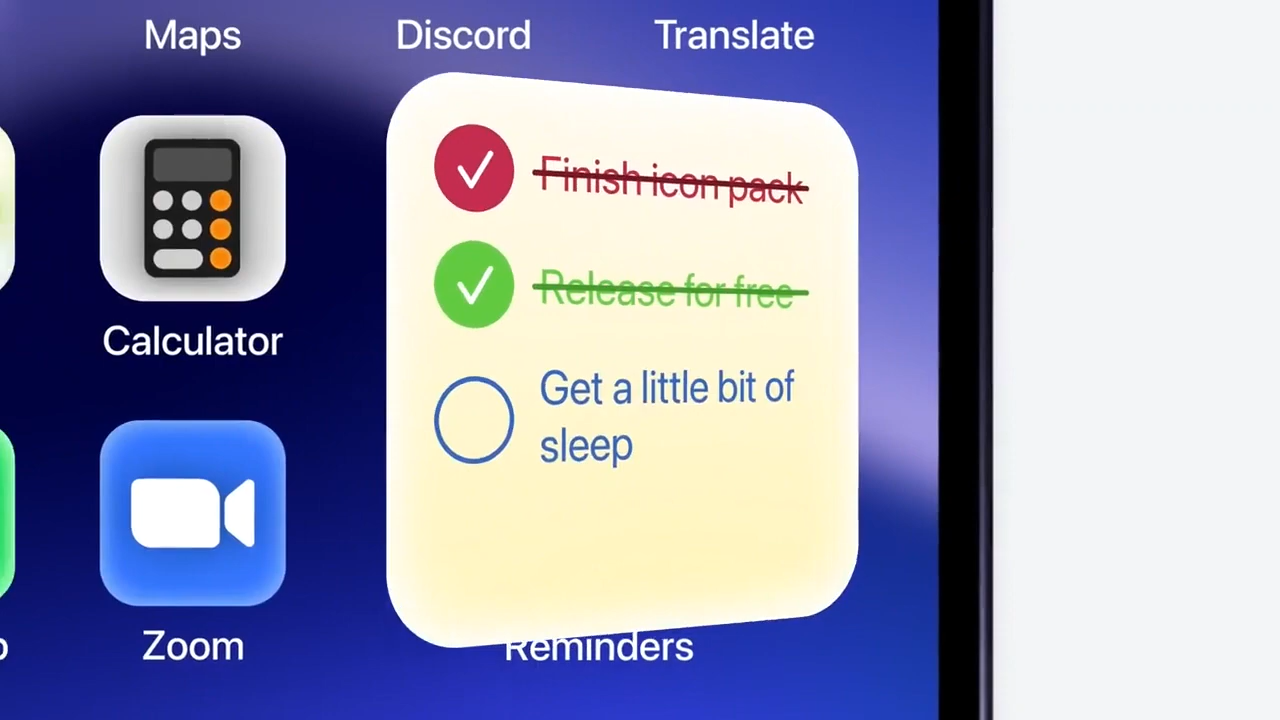 Maps
Discord
Translate
Finish icon pack
Release for free
Get a little bit of
sleep
Calculator
Zoom
Reminders